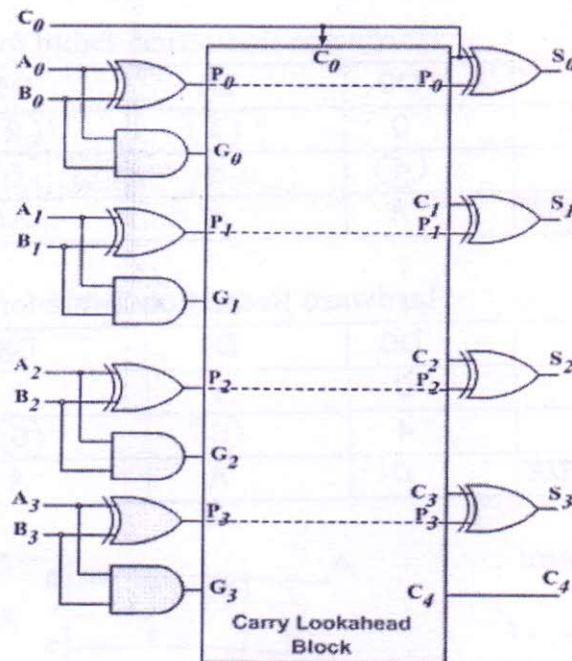 C0 C0 S0
A0 P0 P0
B0
G0
A1 C1 S1
B1 P1 P1
G1
A2 C2 S2
B2 P2 P2
G2
A3 C3 S3
B3 P3 P3
G3 C4 C4
Carry Lookahead
Block